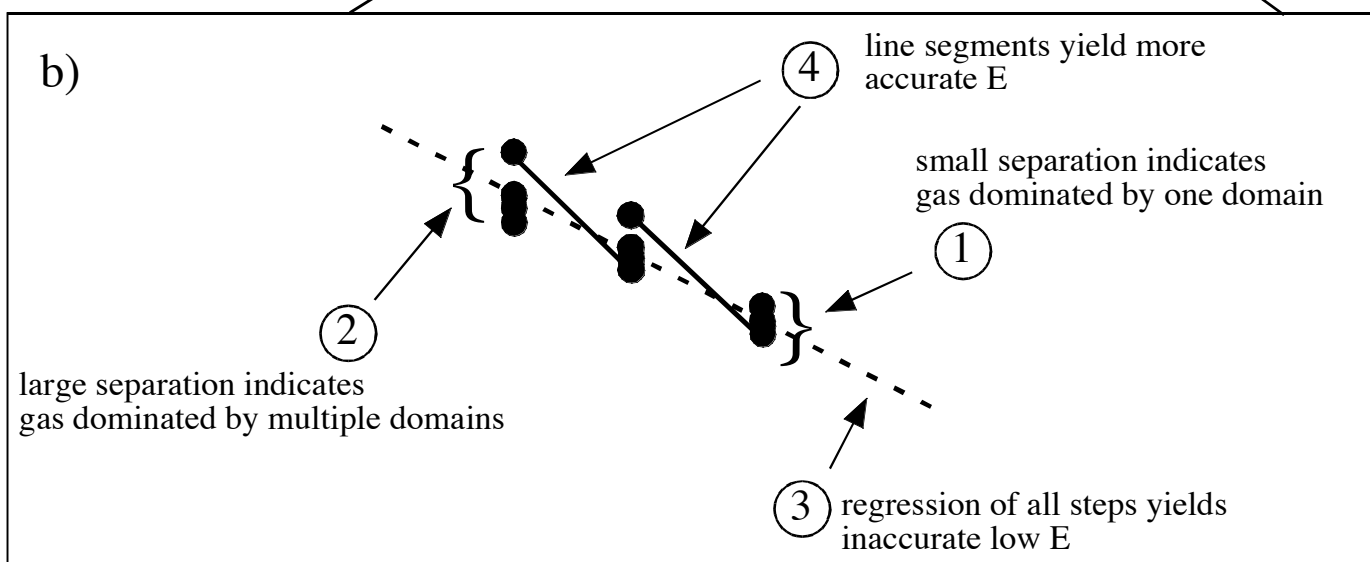 b)
4
line segments yield more
accurate E
small separation indicates
gas dominated by one domain
1
2
large separation indicates
gas dominated by multiple domains
3
regression of all steps yields
inaccurate low E